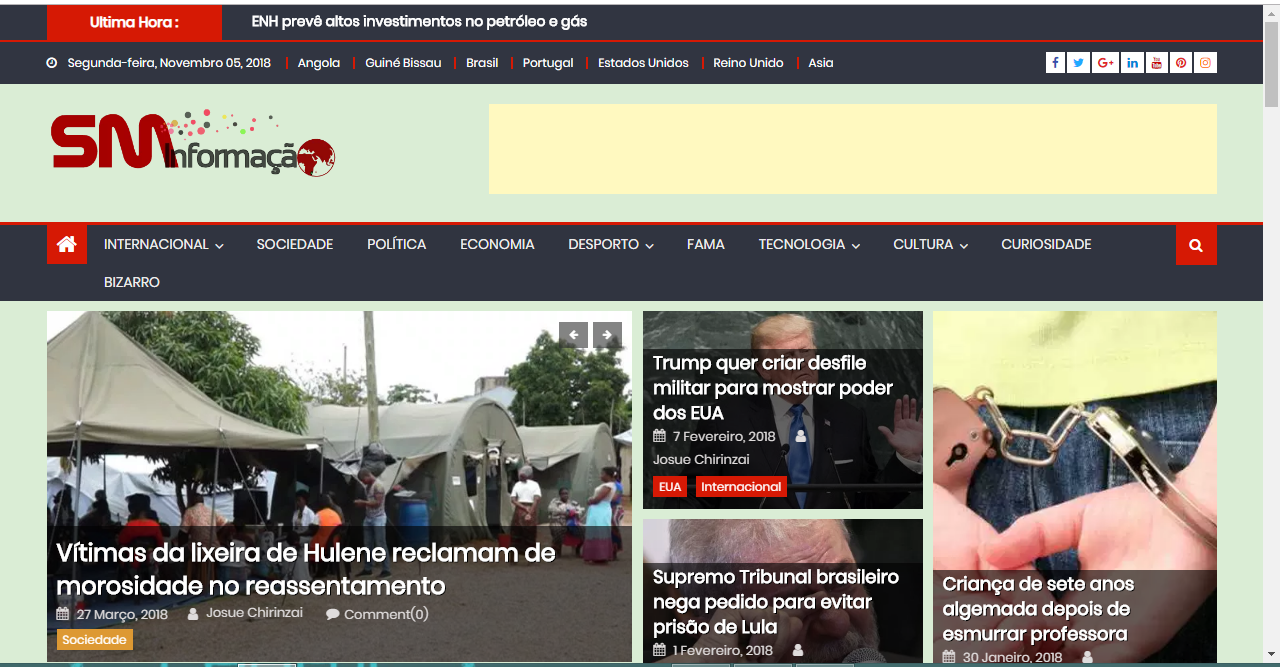 Ultima Hora :
ENH prevê altos investimentos no petróleo e gás
Segunda-feira, Novembro 05, 2018
Angola
Guiné Bissau
Brasil
Portugal
Estados Unidos
Reino Unido
Asia
SM Informação
INTERNACIONAL
SOCIEDADE
POLÍTICA
ECONOMIA
DESPORTO
FAMA
TECNOLOGIA
CULTURA
CURIOSIDADE
BIZARRO
Vítimas da lixeira de Hulene reclamam de
morosidade no reassentamento
27 Março, 2018 Josue Chirinzai Comment(0)
Sociedade
Trump quer criar desfile
militar para mostrar poder
dos EUA
7 Fevereiro, 2018
Josue Chirinzai
EUA Internacional
Supremo Tribunal brasileiro
nega pedido para evitar
prisão de Lula
1 Fevereiro, 2018
Criança de sete anos
algemada depois de
esmurrar professora
30 Janeiro, 2018